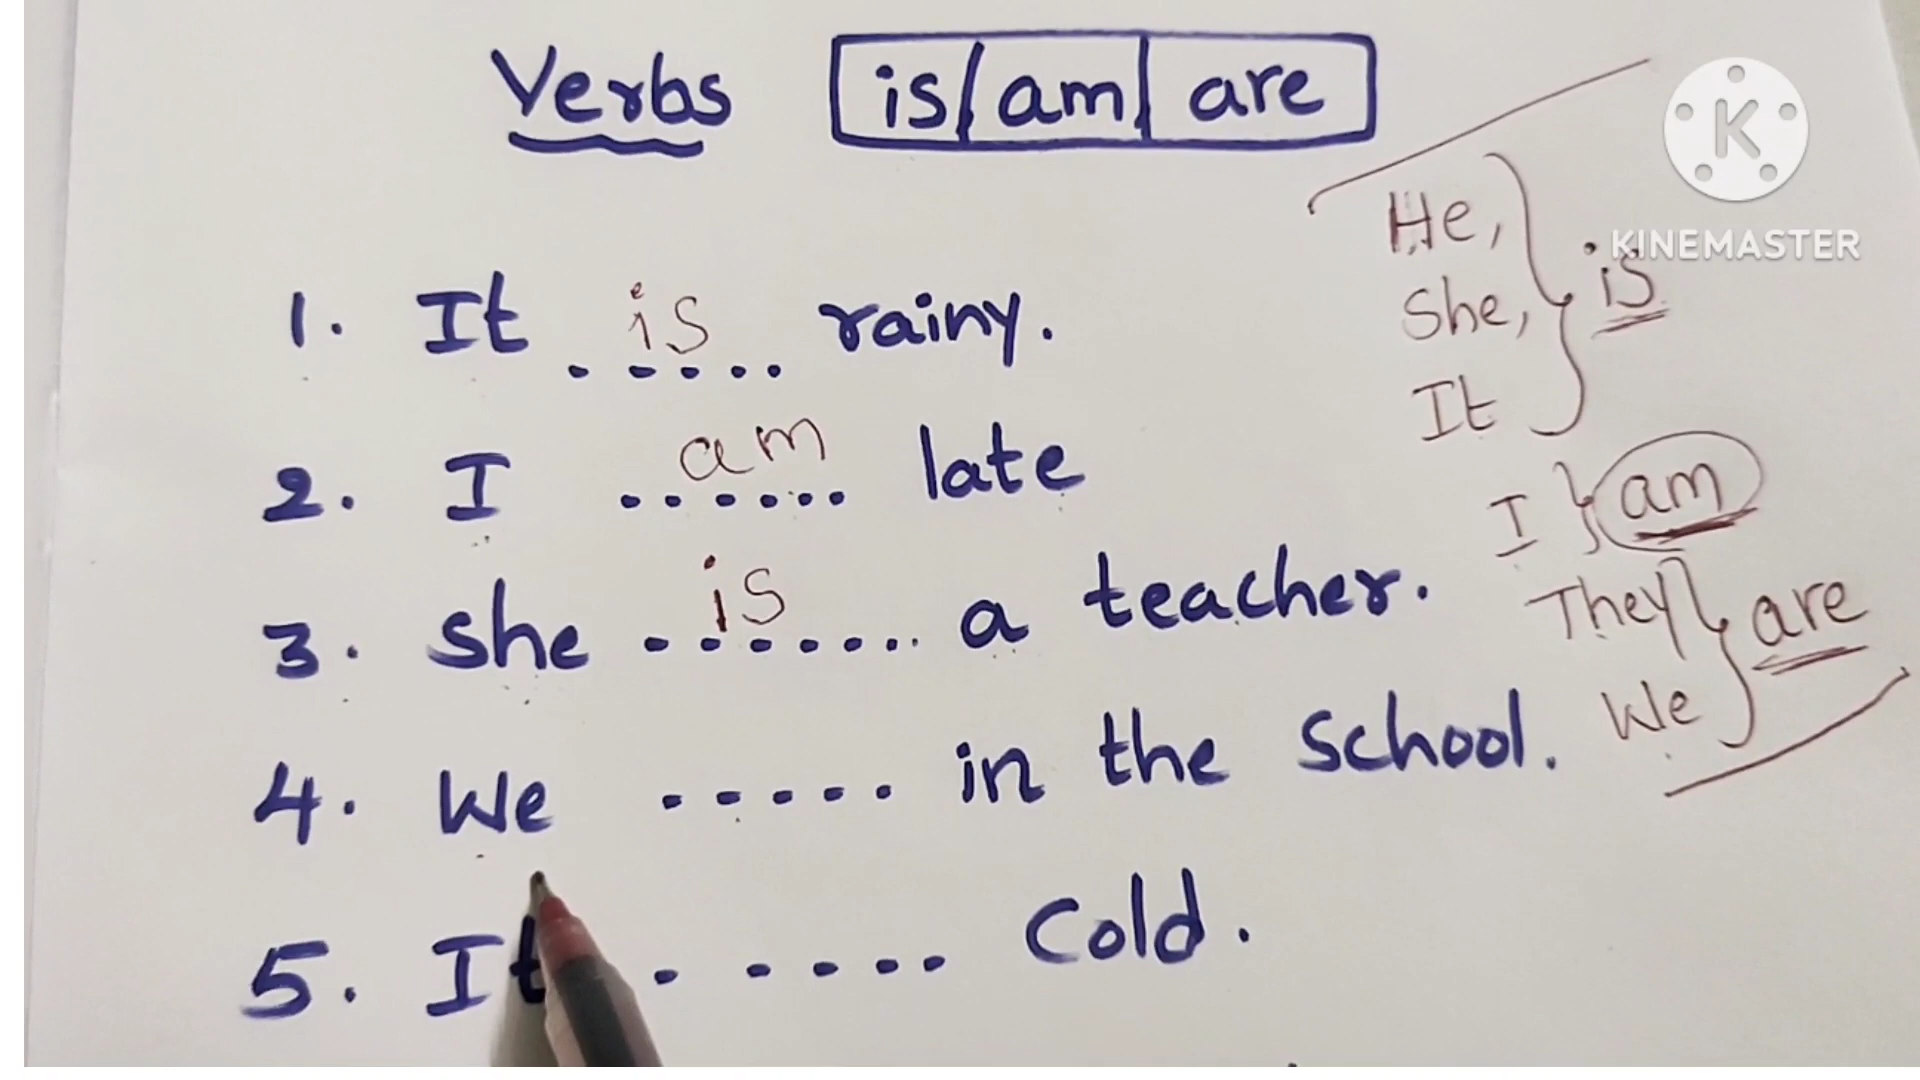 Verbs is/am/are
1. It is rainy.
2. I am late
3. She is a teacher.
4. We ..... in the school.
5. It ..... Cold.
He,
She, is
It
I am
They are
We
K
KINEMASTER